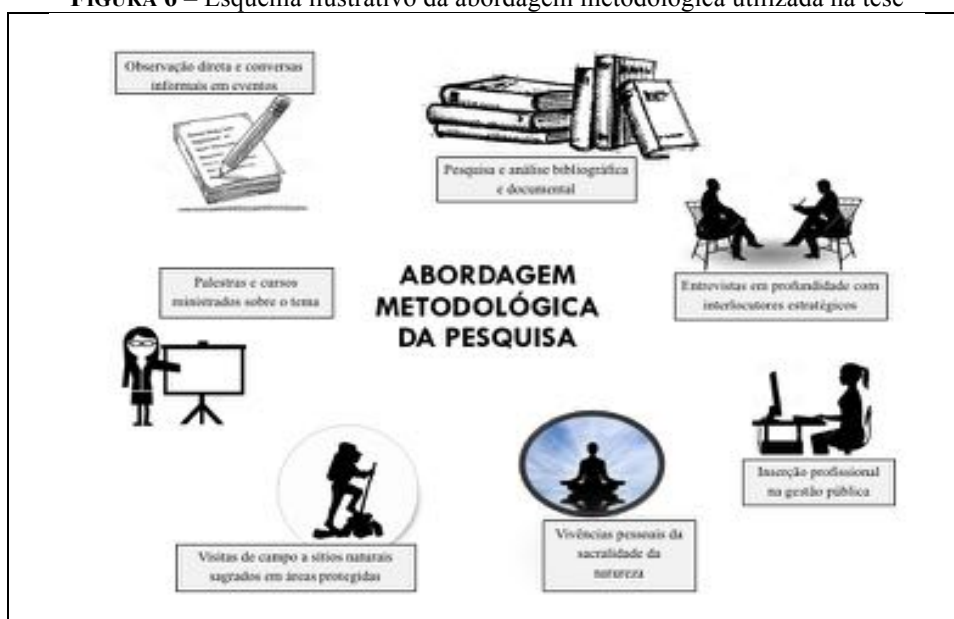 FIGURA 6 – Esquema ilustrativo da abordagem metodológica utilizada na tese
Observação direta e conversas
informais em eventos
Pesquisa e análise bibliográfica
e documental
Entrevistas em profundidade com
interlocutores estratégicos
Palestras e cursos
ministrados sobre o tema
ABORDAGEM
METODOLÓGICA
DA PESQUISA
Inserção profissional
na gestão pública
Vivências pessoais da
sacralidade da
natureza
Visitas de campo a sítios naturais
sagrados em áreas protegidas